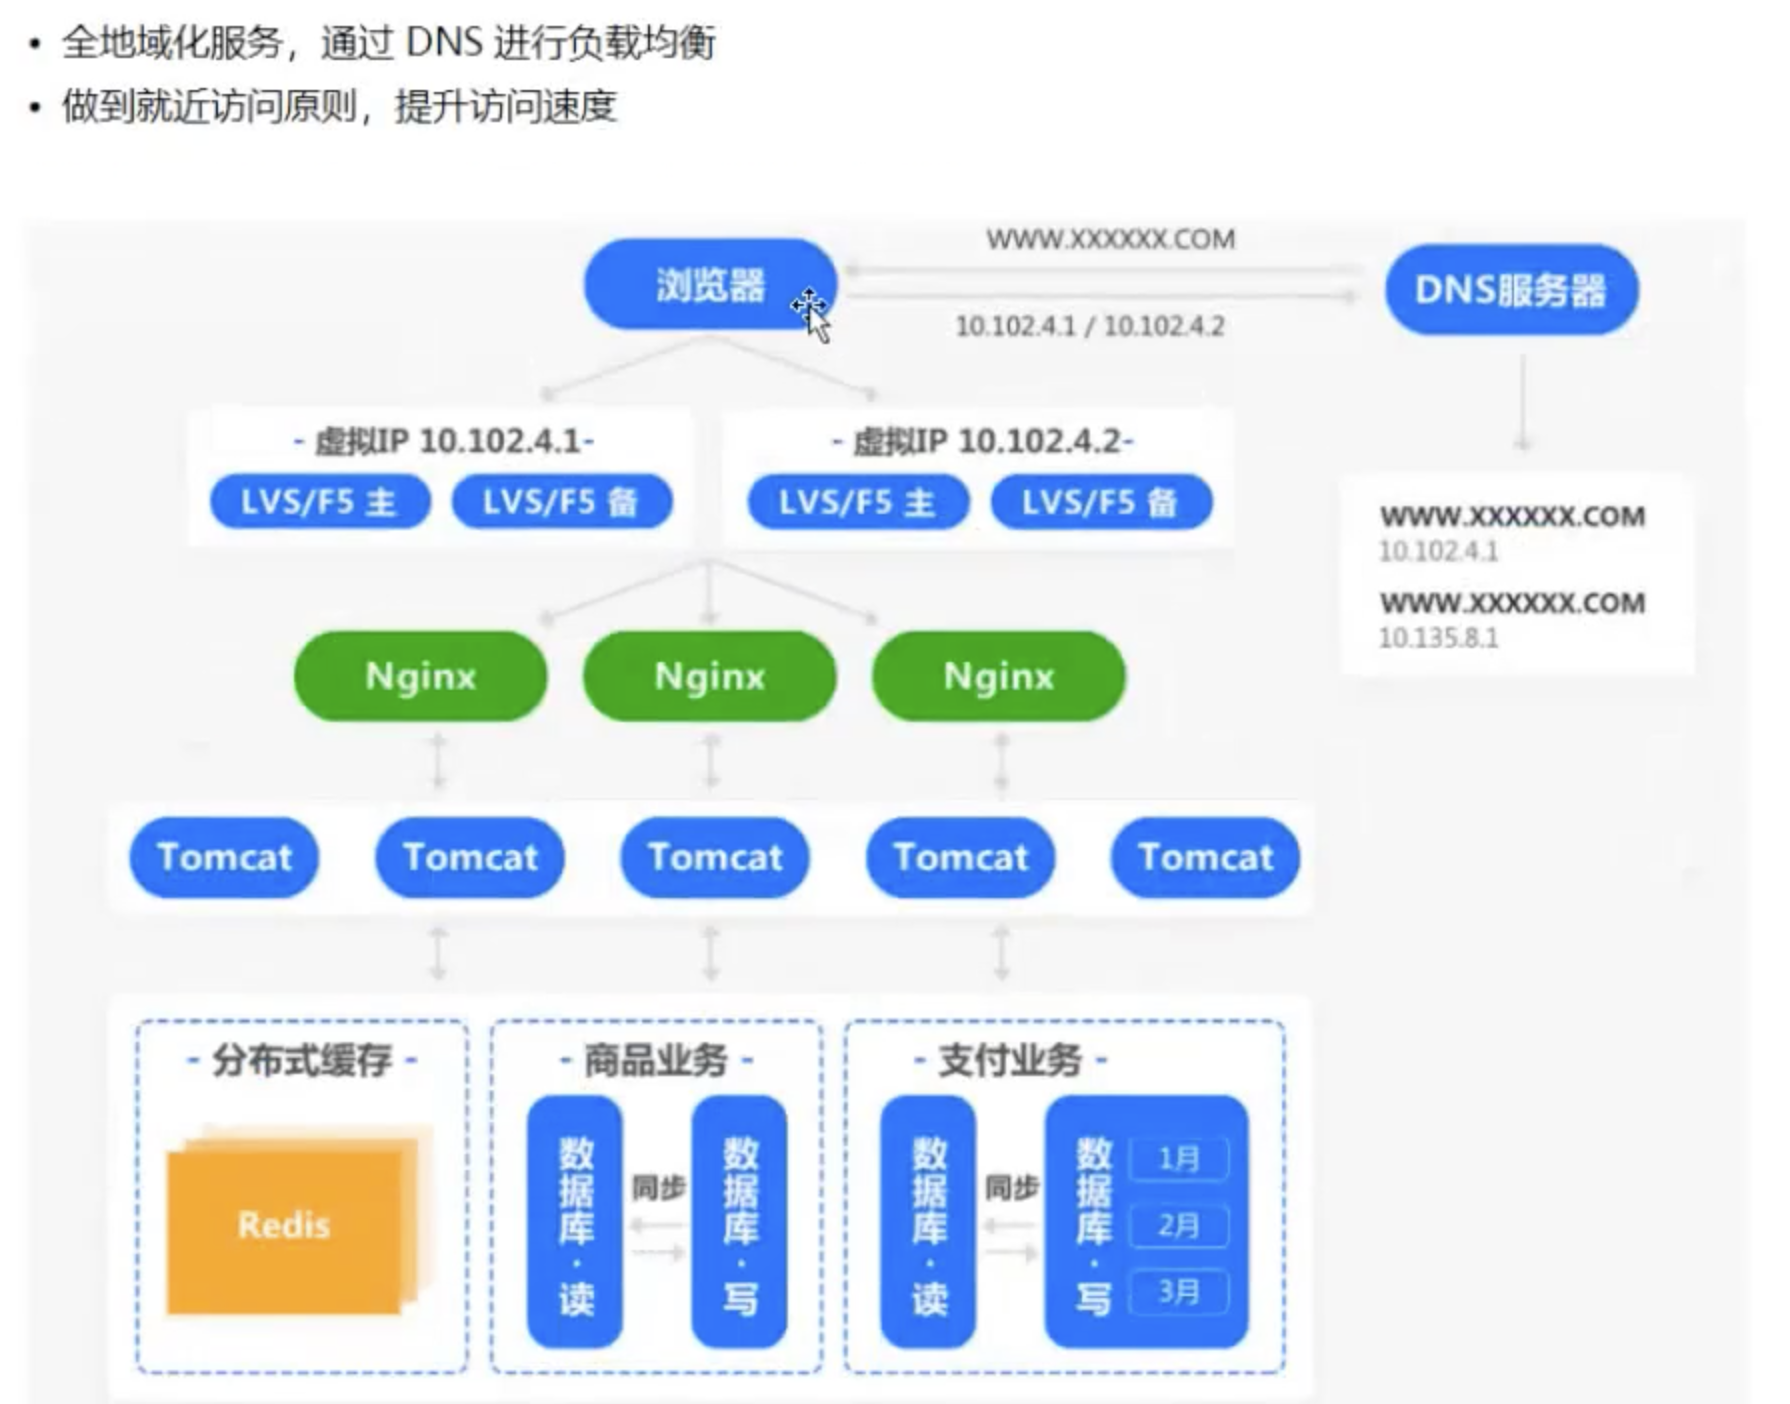 • 全地域化服务，通过 DNS 进行负载均衡
• 做到就近访问原则，提升访问速度
WWW.XXXXXX.COM
浏览器
DNS服务器
10.102.4.1 / 10.102.4.2
- 虚拟IP 10.102.4.1-
- 虚拟IP 10.102.4.2-
LVS/F5 主
LVS/F5 备
LVS/F5 主
LVS/F5 备
WWW.XXXXXX.COM
10.102.4.1
WWW.XXXXXX.COM
10.135.8.1
Nginx
Nginx
Nginx
Tomcat
Tomcat
Tomcat
Tomcat
Tomcat
- 分布式缓存 -
Redis
- 商品业务 -
数据库·读
同步
数据库·写
- 支付业务 -
数据库·读
同步
数据库·写
1月
2月
3月